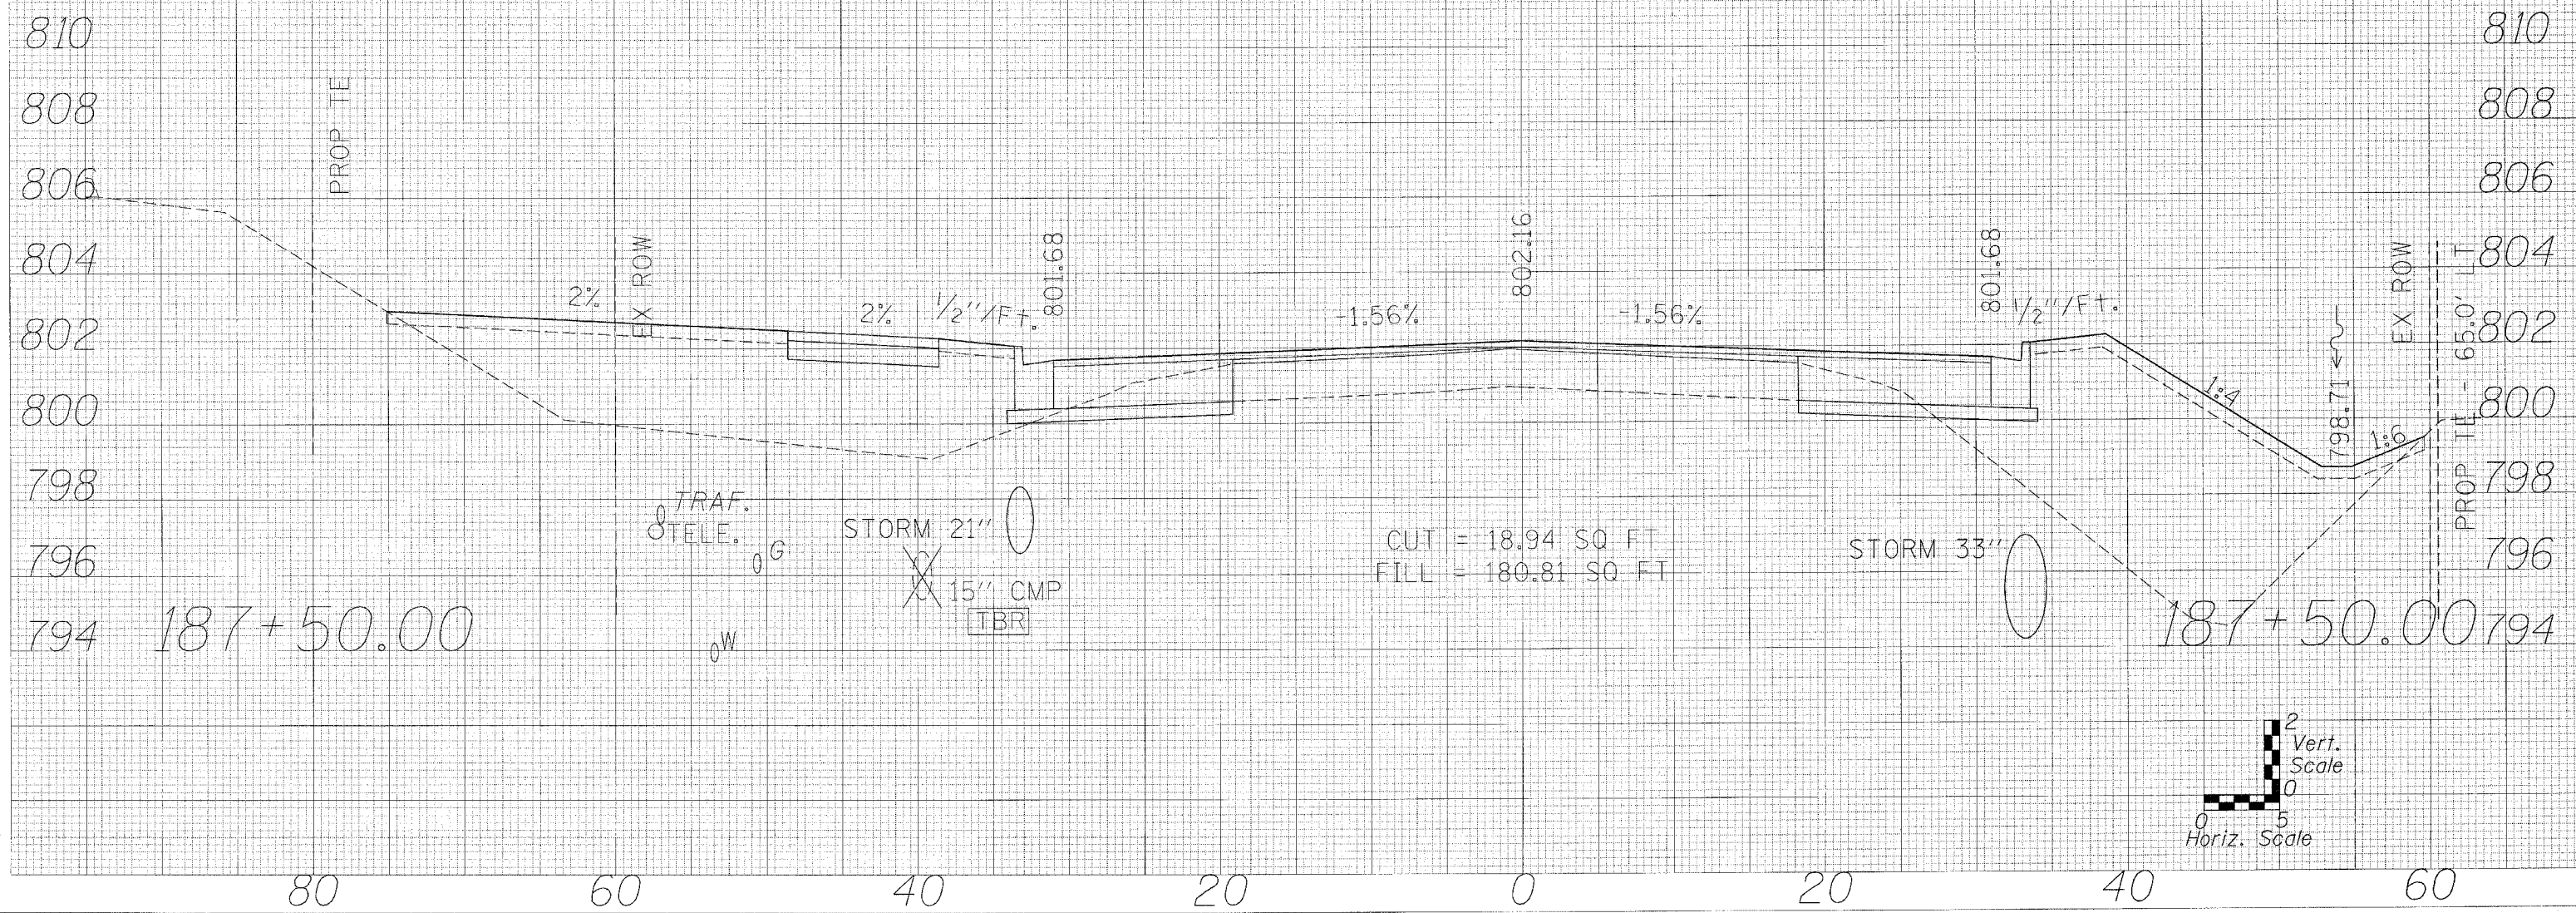 810 810
808 808
PROP TE
806 806
804 804
EX ROW
801.68
802.16
801.68
EX ROW
PROP TE - 65.0' LT
2%
2%
1/2"/Ft.
-1.56%
-1.56%
1/2"/Ft.
802 802
1:4
800 800
798.71
1:6
798 798
TRAF.
TELE.
STORM 21"
G
CUT = 18.94 SQ FT
FILL = 180.81 SQ FT
STORM 33"
796 796
15" CMP
TBR
794 187+50.00 187+50.00 794
W
2
Vert.
Scale
0
0 5
Horiz. Scale
80 60 40 20 0 20 40 60